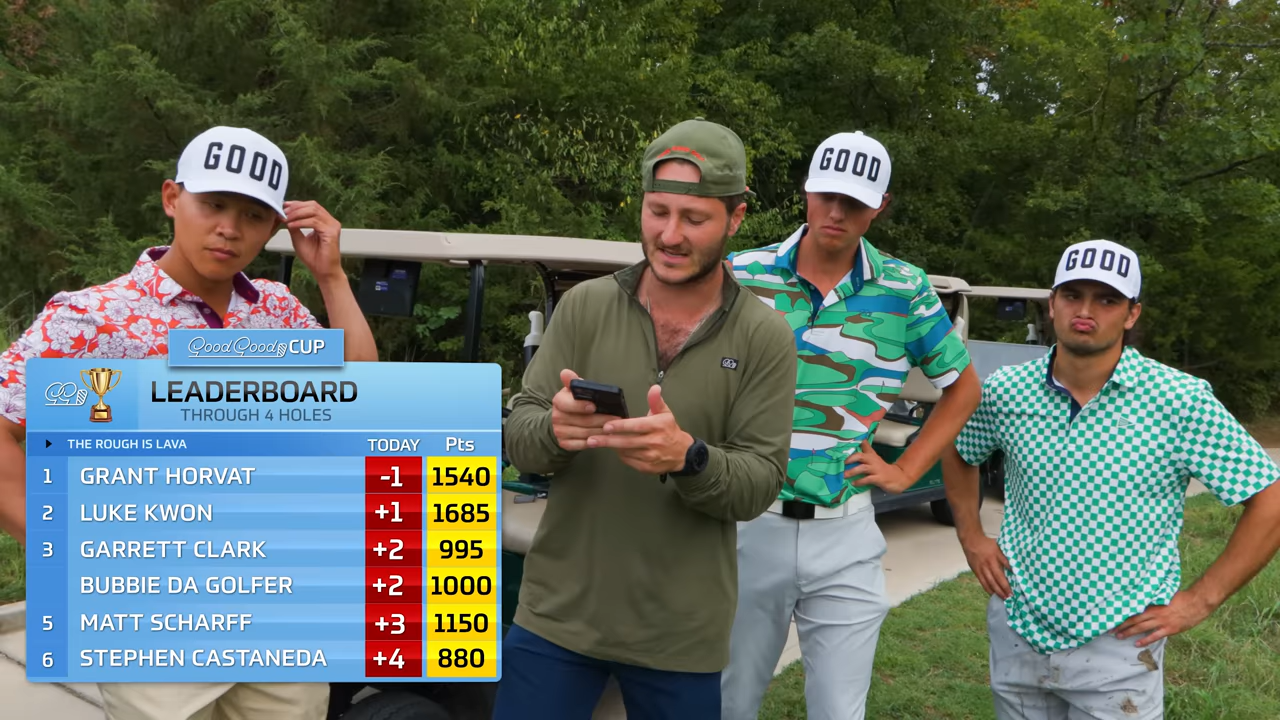 GOOD
GOOD
GOOD
Good Good CUP
GG
LEADERBOARD
THROUGH 4 HOLES
THE ROUGH IS LAVA TODAY Pts
1 GRANT HORVAT -1 1540
2 LUKE KWON +1 1685
3 GARRETT CLARK +2 995
BUBBIE DA GOLFER +2 1000
5 MATT SCHARFF +3 1150
6 STEPHEN CASTANEDA +4 880